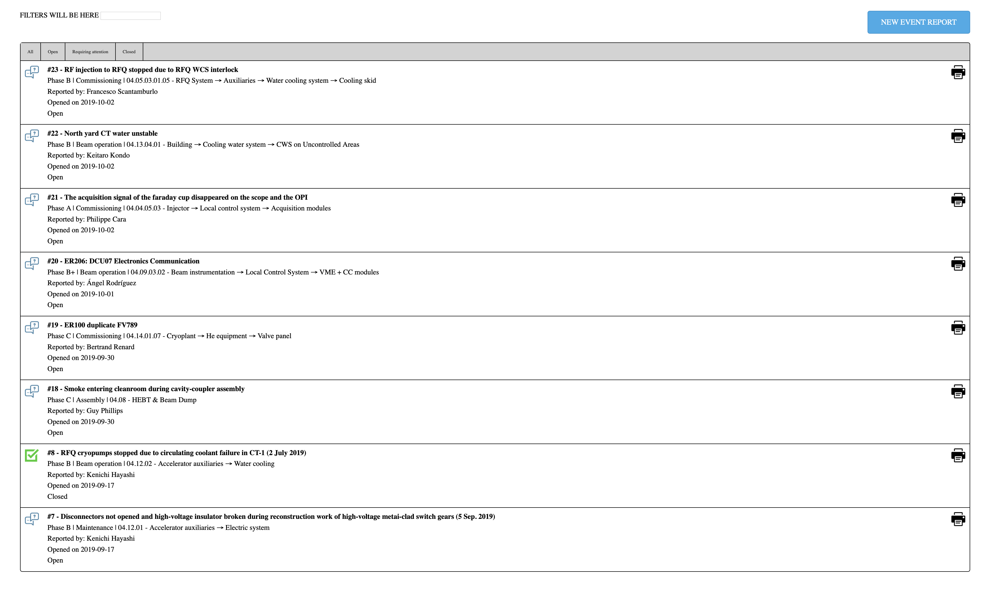 FILTERS WILL BE HERE
NEW EVENT REPORT
All Open Requiring attention Closed
#23 - RF injection to RFQ stopped due to RFQ WCS interlock
Phase B | Commissioning | 04.05.03.01.05 - RFQ System → Auxiliaries → Water cooling system → Cooling skid
Reported by: Francesco Scantamburlo
Opened on 2019-10-02
Open
#22 - North yard CT water unstable
Phase B | Beam operation | 04.13.04.01 - Building → Cooling water system → CWS on Uncontrolled Areas
Reported by: Keitaro Kondo
Opened on 2019-10-02
Open
#21 - The acquisition signal of the faraday cup disappeared on the scope and the OPI
Phase A | Commissioning | 04.04.05.03 - Injector → Local control system → Acquisition modules
Reported by: Philippe Cara
Opened on 2019-10-02
Open
#20 - ER206: DCU07 Electronics Communication
Phase B+ | Beam operation | 04.09.03.02 - Beam instrumentation → Local Control System → VME + CC modules
Reported by: Ángel Rodríguez
Opened on 2019-10-01
Open
#19 - ER100 duplicate FV789
Phase C | Commissioning | 04.14.01.07 - Cryoplant → He equipment → Valve panel
Reported by: Bertrand Renard
Opened on 2019-09-30
Open
#18 - Smoke entering cleanroom during cavity-coupler assembly
Phase C | Assembly | 04.08 - HEBT & Beam Dump
Reported by: Guy Phillips
Opened on 2019-09-30
Open
#8 - RFQ cryopumps stopped due to circulating coolant failure in CT-1 (2 July 2019)
Phase B | Beam operation | 04.12.02 - Accelerator auxiliaries → Water cooling
Reported by: Kenichi Hayashi
Opened on 2019-09-17
Closed
#7 - Disconnectors not opened and high-voltage insulator broken during reconstruction work of high-voltage metai-clad switch gears (5 Sep. 2019)
Phase B | Maintenance | 04.12.01 - Accelerator auxiliaries → Electric system
Reported by: Kenichi Hayashi
Opened on 2019-09-17
Open